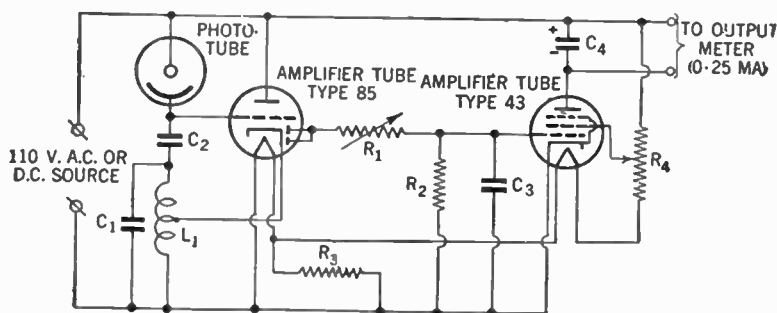 PHOTO-
TUBE
AMPLIFIER TUBE
TYPE 85
AMPLIFIER TUBE
TYPE 43
+
-
C4
TO OUTPUT
METER
(0-25 MA)
110 V. A.C. OR
D.C. SOURCE
C2
R1
R2
C3
R4
C1
L1
R3